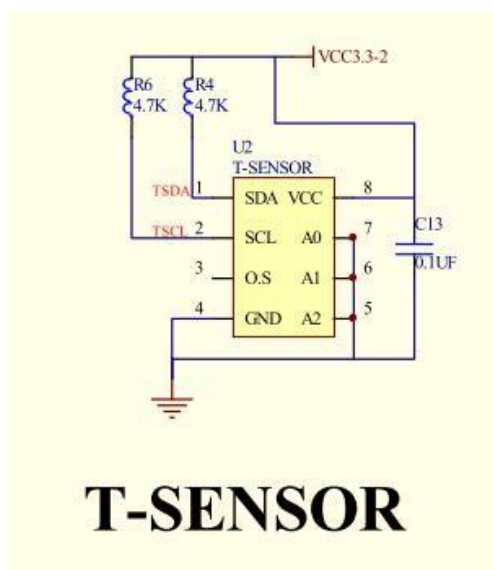 VCC3.3-2
R6 R4
4.7K 4.7K
U2
T-SENSOR
TSDA 1 SDA VCC 8
TSCL 2 SCL A0 7
C13
0.1UF
3 O.S A1 6
4 GND A2 5
T-SENSOR